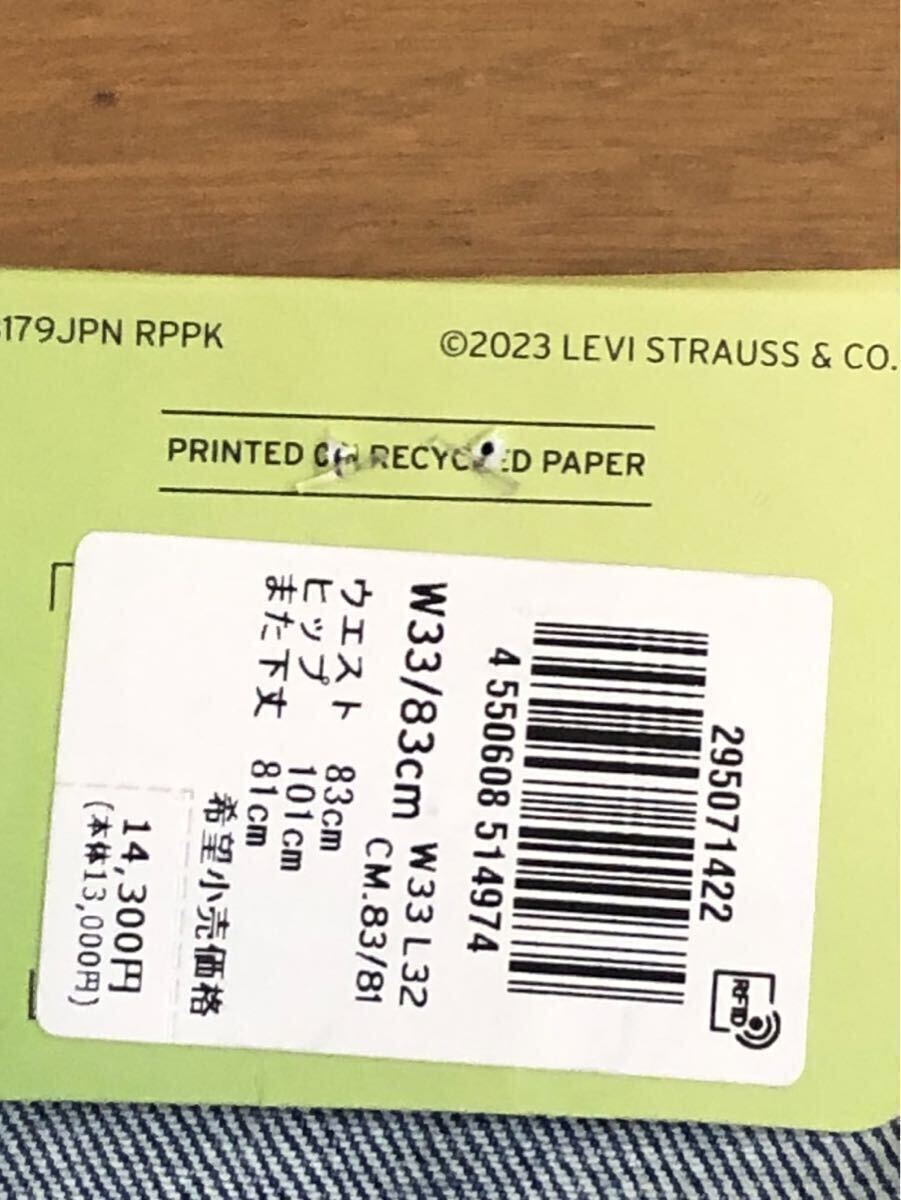 179JPN RPPK
©2023 LEVI STRAUSS & CO.
PRINTED ON RECYCLED PAPER
295071422
4 550608 514974
RFID
W33/83cm W33 L32
CM.83/81
ウエスト 83cm
ヒップ 101cm
また下丈 81cm
希望小売価格
14,300円
(本体13,000円)